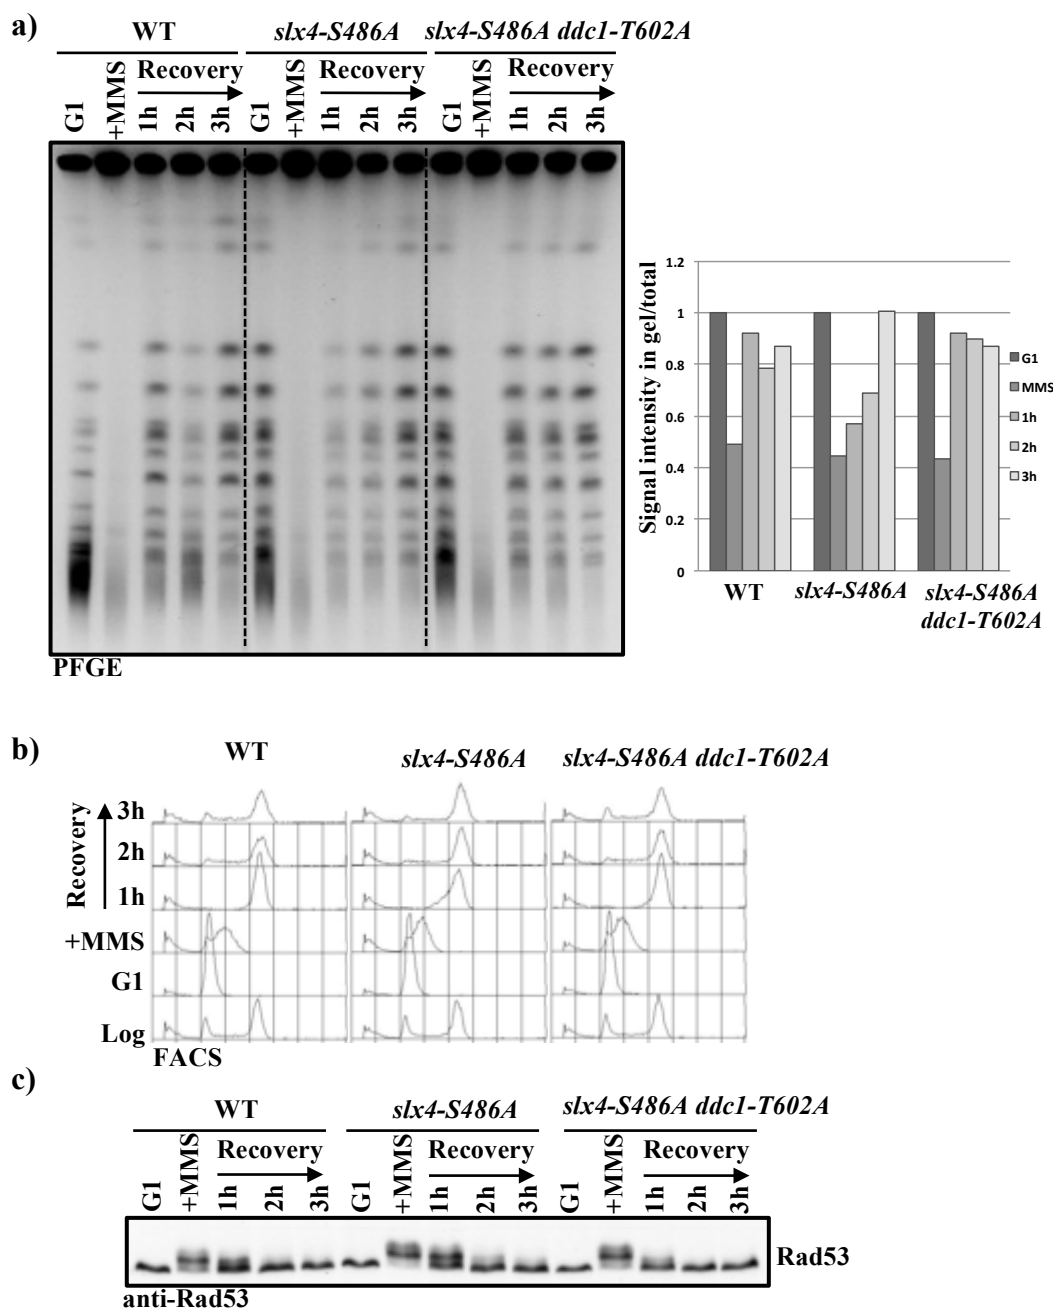 a)
WT slx4-S486A slx4-S486A ddc1-T602A
Recovery Recovery Recovery
G1 +MMS 1h 2h 3h G1 +MMS 1h 2h 3h G1 +MMS 1h 2h 3h
PFGE
Signal intensity in gel/total
1.2
1
0.8
0.6
0.4
0.2
0
G1
MMS
1h
2h
3h
WT slx4-S486A slx4-S486A
ddc1-T602A
b)
WT slx4-S486A slx4-S486A ddc1-T602A
Recovery
3h
2h
1h
+MMS
G1
Log
FACS
c)
WT slx4-S486A slx4-S486A ddc1-T602A
Recovery Recovery Recovery
G1 +MMS 1h 2h 3h G1 +MMS 1h 2h 3h G1 +MMS 1h 2h 3h
Rad53
anti-Rad53